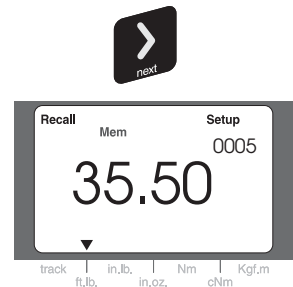 next
Recall Setup
Mem 0005
35.50
track in.lb. Nm Kgf.m
ft.lb. in.oz. cNm